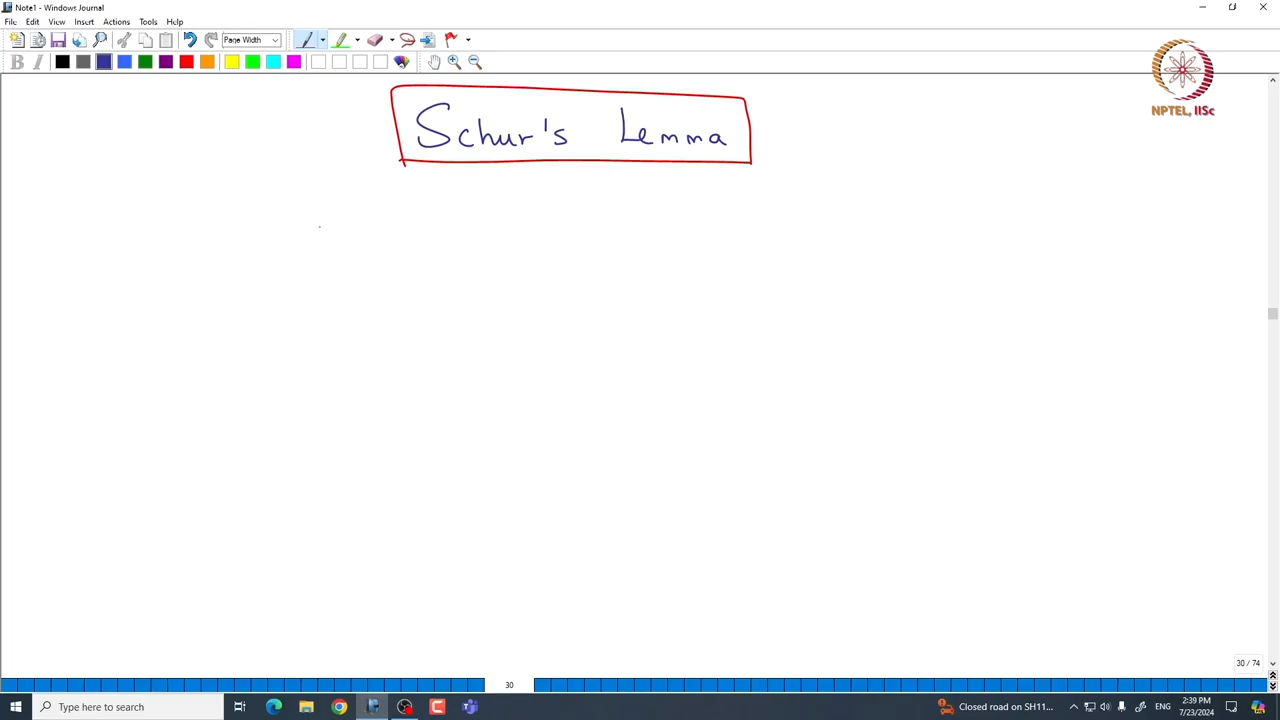 Note1 - Windows Journal
File Edit View Insert Actions Tools Help
Page Width
B I
NPTEL, IISc
Schur's Lemma
30 / 74
30
Type here to search
Closed road on SH11...
ENG
2:39 PM
7/23/2024